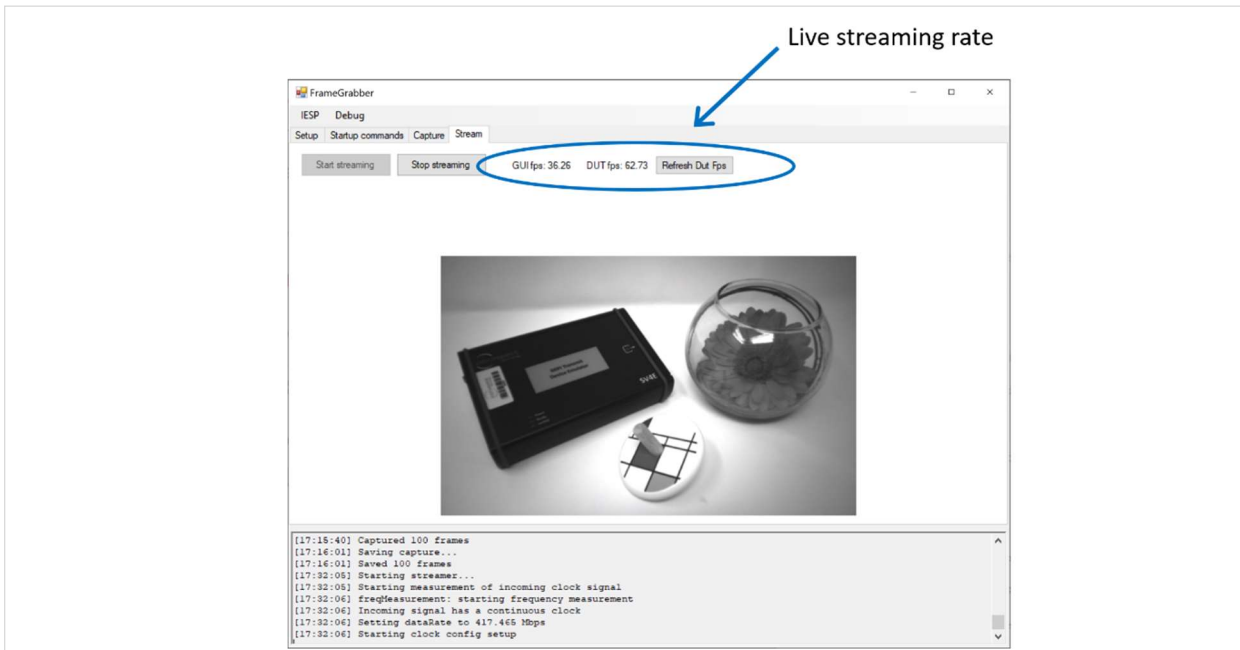 Live streaming rate
FrameGrabber
IESP Debug
Setup Startup commands Capture Stream
Start streaming Stop streaming GUI fps: 36.26 DUT fps: 62.73 Refresh Dut Fps
SV4E
[17:15:40] Captured 100 frames
[17:16:01] Saving capture...
[17:16:01] Saved 100 frames
[17:32:05] Starting streamer...
[17:32:05] Starting measurement of incoming clock signal
[17:32:06] freqMeasurement: starting frequency measurement
[17:32:06] Incoming signal has a continuous clock
[17:32:06] Setting dataRate to 417.465 Mbps
[17:32:06] Starting clock config setup